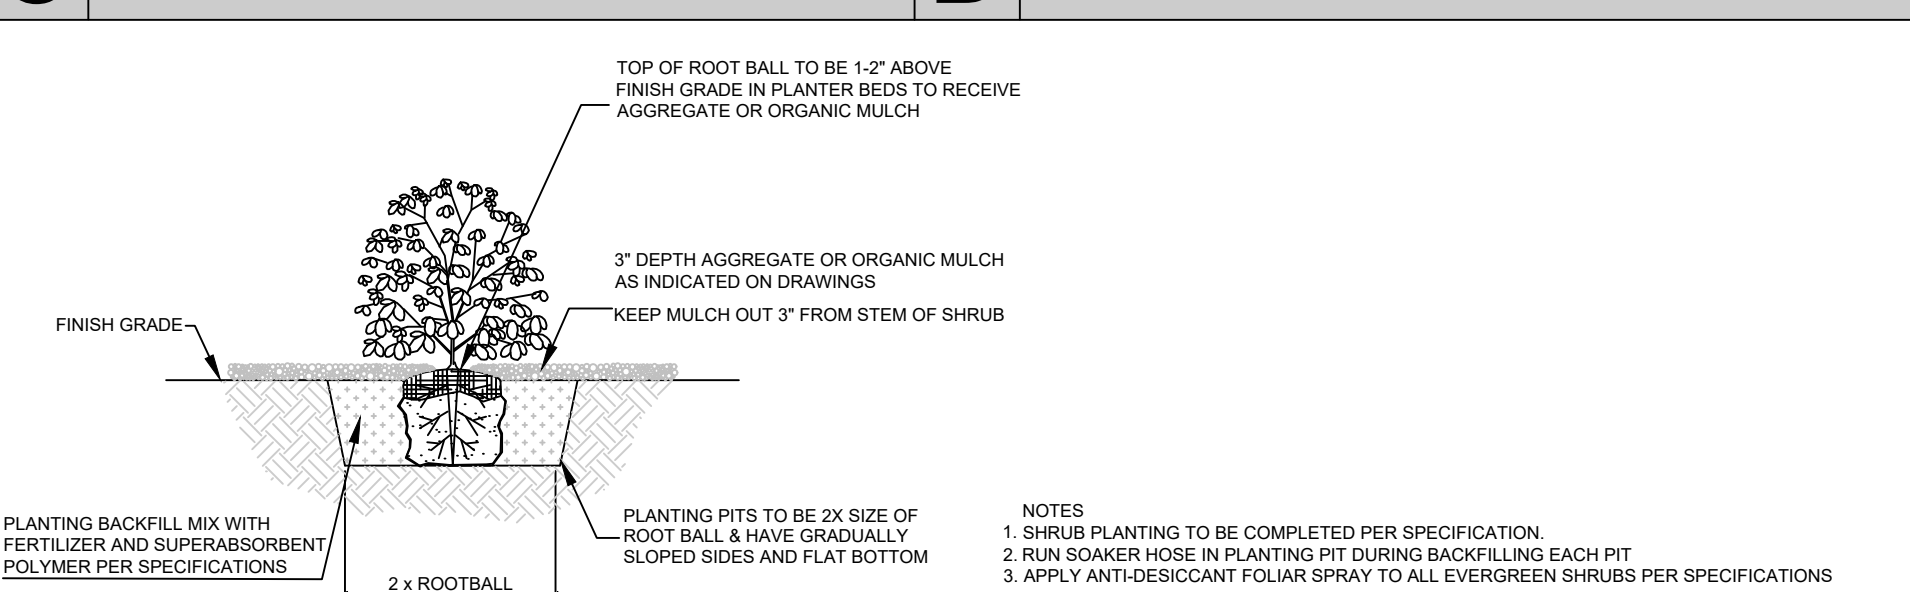 TOP OF ROOT BALL TO BE 1-2" ABOVE
FINISH GRADE IN PLANTER BEDS TO RECEIVE
AGGREGATE OR ORGANIC MULCH
3" DEPTH AGGREGATE OR ORGANIC MULCH
AS INDICATED ON DRAWINGS
KEEP MULCH OUT 3" FROM STEM OF SHRUB
FINISH GRADE
PLANTING BACKFILL MIX WITH
FERTILIZER AND SUPERABSORBENT
POLYMER PER SPECIFICATIONS
2 x ROOTBALL
PLANTING PITS TO BE 2X SIZE OF
ROOT BALL & HAVE GRADUALLY
SLOPED SIDES AND FLAT BOTTOM
NOTES
1. SHRUB PLANTING TO BE COMPLETED PER SPECIFICATION.
2. RUN SOAKER HOSE IN PLANTING PIT DURING BACKFILLING EACH PIT
3. APPLY ANTI-DESICCANT FOLIAR SPRAY TO ALL EVERGREEN SHRUBS PER SPECIFICATIONS